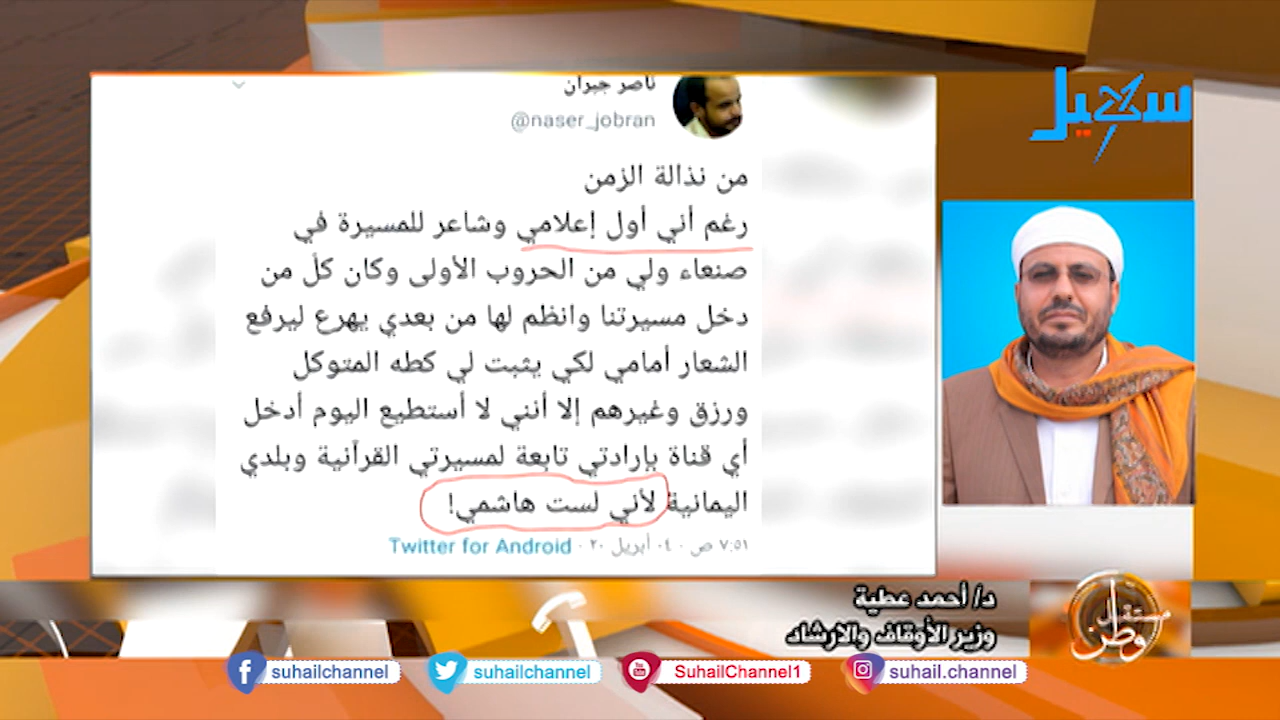 ناصر جبران
@naser_jobran
من نذالة الزمن
رغم أني أول إعلامي وشاعر للمسيرة في
صنعاء ولي من الحروب الأولى وكان كل من
دخل مسيرتنا وانظم لها من بعدي يهرع ليرفع
الشعار أمامي لكي يثبت لي كطه المتوكل
ورزق وغيرهم إلا أنني لا أستطيع اليوم أدخل
أي قناة بإرادتي تابعة لمسيرتي القرآنية وبلدي
اليمانية لأني لست هاشمي!
٧:٥١ ص · ٠٤ أبريل ٢٠ · Twitter for Android
سهيل
د/ أحمد عطية
وزير الأوقاف والارشاد
مستقبل وطن
suhailchannel
suhailchannel
SuhailChannel1
suhail.channel